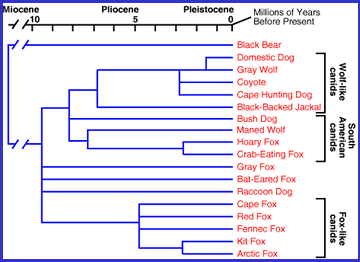 Miocene Pliocene Pleistocene Millions of Years
10 5 0 Before Present
Black Bear
Domestic Dog
Gray Wolf
Coyote
Cape Hunting Dog
Black-Backed Jackal
Wolf-like
canids
Bush Dog
Maned Wolf
Hoary Fox
Crab-Eating Fox
South
American
canids
Gray Fox
Bat-Eared Fox
Raccoon Dog
Cape Fox
Red Fox
Fennec Fox
Kit Fox
Arctic Fox
Fox-like
canids